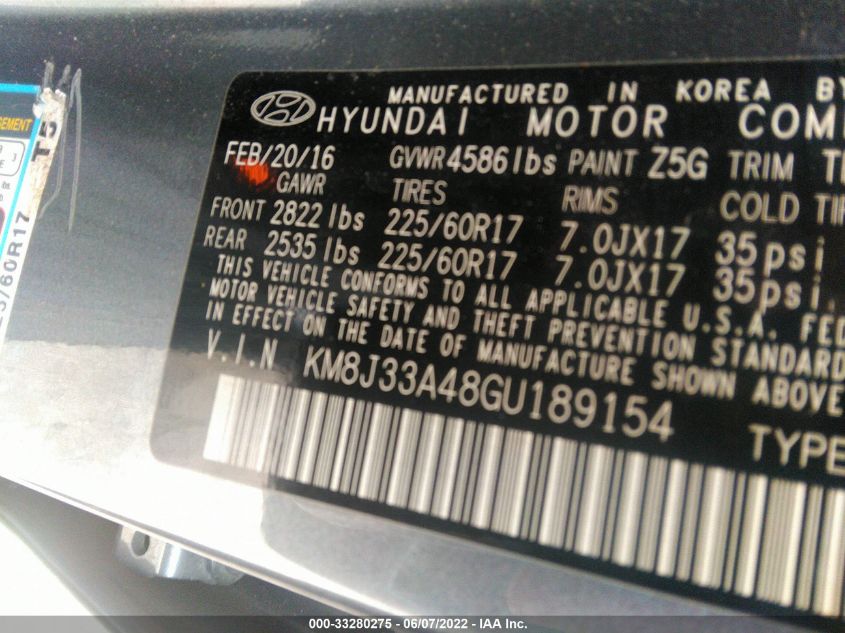 MANUFACTURED IN KOREA BY
HYUNDAI MOTOR
FEB/20/16 GVWR 4586 lbs PAINT Z5G TRIM
GAWR TIRES RIMS COLD
FRONT 2822 lbs 225/60R17 7.0JX17 35psi
REAR 2535 lbs 225/60R17 7.0JX17 35psi.
THIS VEHICLE CONFORMS TO ALL APPLICABLE U.S.A.
MOTOR VEHICLE SAFETY AND THEFT PREVENTION STANDARD
IN EFFECT ON THE DATE OF MANUFACTURE SHOWN ABOVE
V.I.N KM8J33A48GU189154
TYPE
/60R17
000-33280275 - 06/07/2022 - IAA Inc.